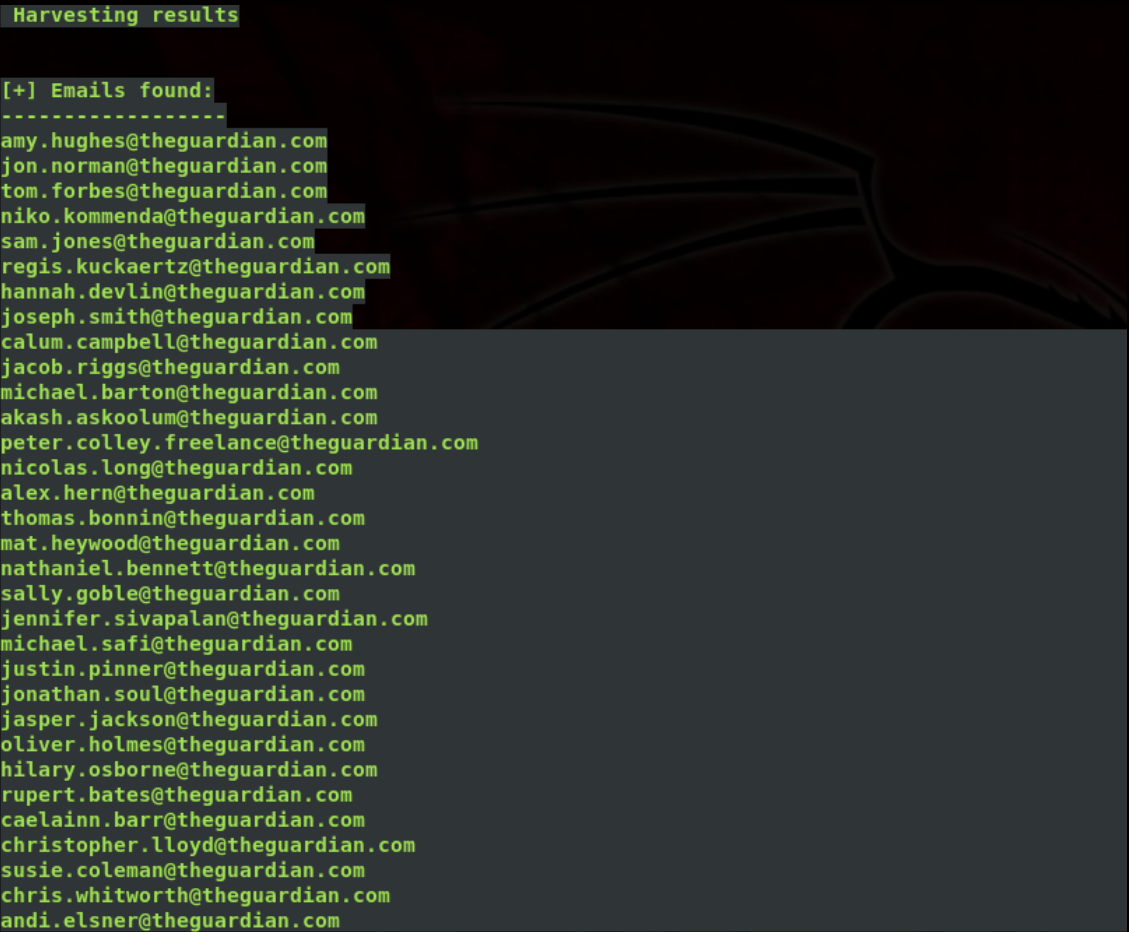 Harvesting results
[+] Emails found:
------------------
amy.hughes@theguardian.com
jon.norman@theguardian.com
tom.forbes@theguardian.com
niko.kommenda@theguardian.com
sam.jones@theguardian.com
regis.kuckaertz@theguardian.com
hannah.devlin@theguardian.com
joseph.smith@theguardian.com
calum.campbell@theguardian.com
jacob.riggs@theguardian.com
michael.barton@theguardian.com
akash.askoolum@theguardian.com
peter.colley.freelance@theguardian.com
nicolas.long@theguardian.com
alex.hern@theguardian.com
thomas.bonnin@theguardian.com
mat.heywood@theguardian.com
nathaniel.bennett@theguardian.com
sally.goble@theguardian.com
jennifer.sivapalan@theguardian.com
michael.safi@theguardian.com
justin.pinner@theguardian.com
jonathan.soul@theguardian.com
jasper.jackson@theguardian.com
oliver.holmes@theguardian.com
hilary.osborne@theguardian.com
rupert.bates@theguardian.com
caelainn.barr@theguardian.com
christopher.lloyd@theguardian.com
susie.coleman@theguardian.com
chris.whitworth@theguardian.com
andi.elsner@theguardian.com